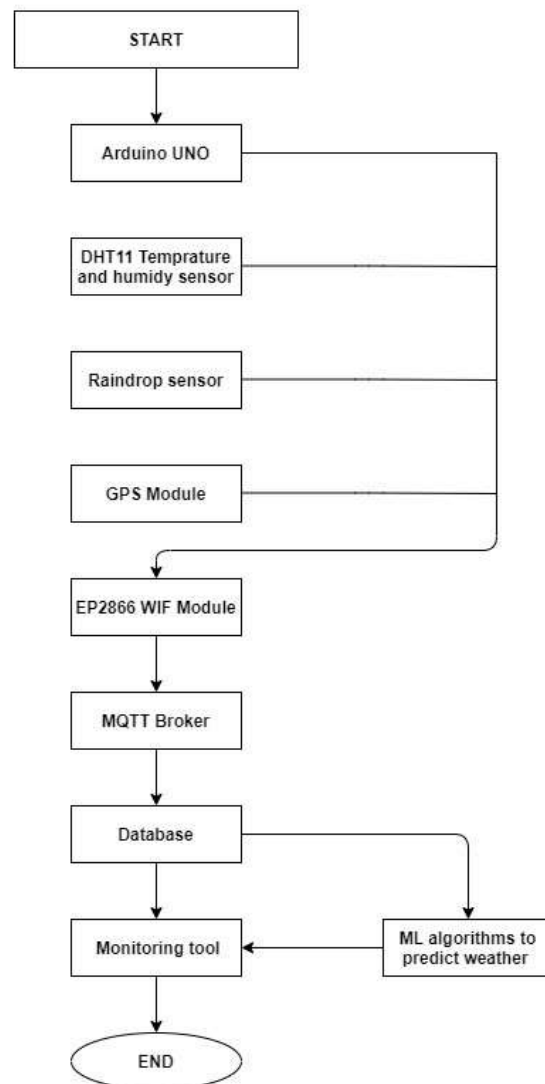 START
Arduino UNO
DHT11 Temprature
and humidy sensor
Raindrop sensor
GPS Module
EP2866 WIF Module
MQTT Broker
Database
Monitoring tool
ML algorithms to
predict weather
END